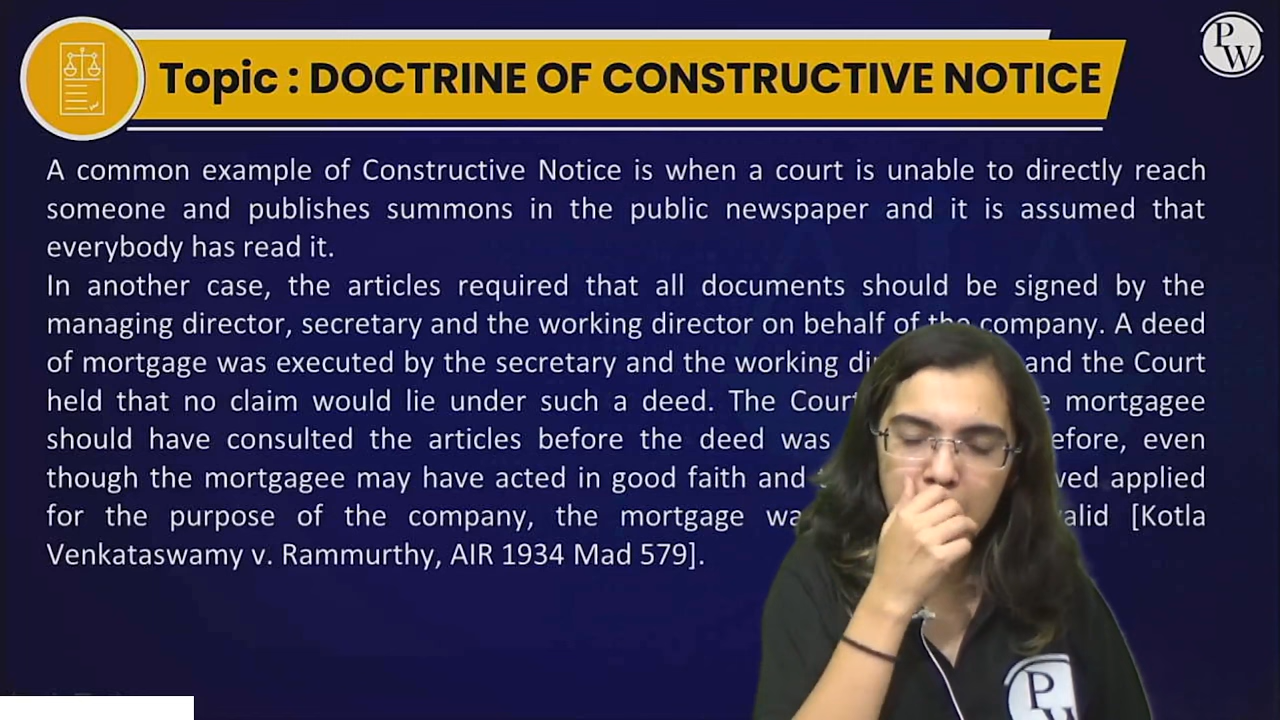 Topic : DOCTRINE OF CONSTRUCTIVE NOTICE
PW
A common example of Constructive Notice is when a court is unable to directly reach
someone and publishes summons in the public newspaper and it is assumed that
everybody has read it.
In another case, the articles required that all documents should be signed by the
managing director, secretary and the working director on behalf of the company. A deed
of mortgage was executed by the secretary and the working and the Court
held that no claim would lie under such a deed. The Court mortgagee
should have consulted the articles before the deed was even
though the mortgagee may have acted in good faith and applied
for the purpose of the company, the mortgage [Kotla
Venkataswamy v. Rammurthy, AIR 1934 Mad 579].
PW